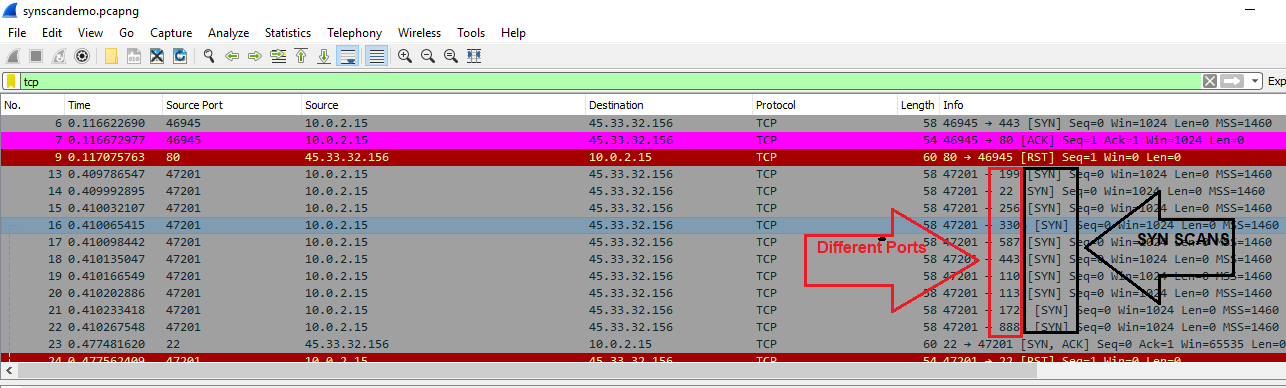 synscandemo.pcapng
File Edit View Go Capture Analyze Statistics Telephony Wireless Tools Help
tcp Exp
No. Time Source Port Source Destination Protocol Length Info
6 0.116622690 46945 10.0.2.15 45.33.32.156 TCP 58 46945 → 443 [SYN] Seq=0 Win=1024 Len=0 MSS=1460
7 0.116672977 46945 10.0.2.15 45.33.32.156 TCP 54 46945 → 80 [ACK] Seq=1 Ack=1 Win=1024 Len=0
9 0.117075763 80 45.33.32.156 10.0.2.15 TCP 60 80 → 46945 [RST] Seq=1 Win=0 Len=0
13 0.409786547 47201 10.0.2.15 45.33.32.156 TCP 58 47201 → 199 [SYN] Seq=0 Win=1024 Len=0 MSS=1460
14 0.409992895 47201 10.0.2.15 45.33.32.156 TCP 58 47201 → 22 SYN] Seq=0 Win=1024 Len=0 MSS=1460
15 0.410032107 47201 10.0.2.15 45.33.32.156 TCP 58 47201 → 256 [SYN] Seq=0 Win=1024 Len=0 MSS=1460
16 0.410065415 47201 10.0.2.15 45.33.32.156 TCP 58 47201 → 330 [SYN] Seq=0 Win=1024 Len=0 MSS=1460
17 0.410098442 47201 10.0.2.15 45.33.32.156 TCP 58 47201 → 587 [SYN] Seq=0 Win=1024 Len=0 MSS=1460
18 0.410135047 47201 10.0.2.15 45.33.32.156 TCP 58 47201 → 443 [SYN] Seq=0 Win=1024 Len=0 MSS=1460
19 0.410166549 47201 10.0.2.15 45.33.32.156 TCP 58 47201 → 110 [SYN] Seq=0 Win=1024 Len=0 MSS=1460
20 0.410202886 47201 10.0.2.15 45.33.32.156 TCP 58 47201 → 113 [SYN] Seq=0 Win=1024 Len=0 MSS=1460
21 0.410233418 47201 10.0.2.15 45.33.32.156 TCP 58 47201 → 172 [SYN] Seq=0 Win=1024 Len=0 MSS=1460
22 0.410267548 47201 10.0.2.15 45.33.32.156 TCP 58 47201 → 888 [SYN] Seq=0 Win=1024 Len=0 MSS=1460
23 0.477481620 22 45.33.32.156 10.0.2.15 TCP 60 22 → 47201 [SYN, ACK] Seq=0 Ack=1 Win=65535 Len=0
24 0.477562409 47201 10.0.2.15 45.33.32.156 TCP 54 47201 → 22 [RST] Seq=1 Win=0 Len=0
Different Ports
SYN SCANS